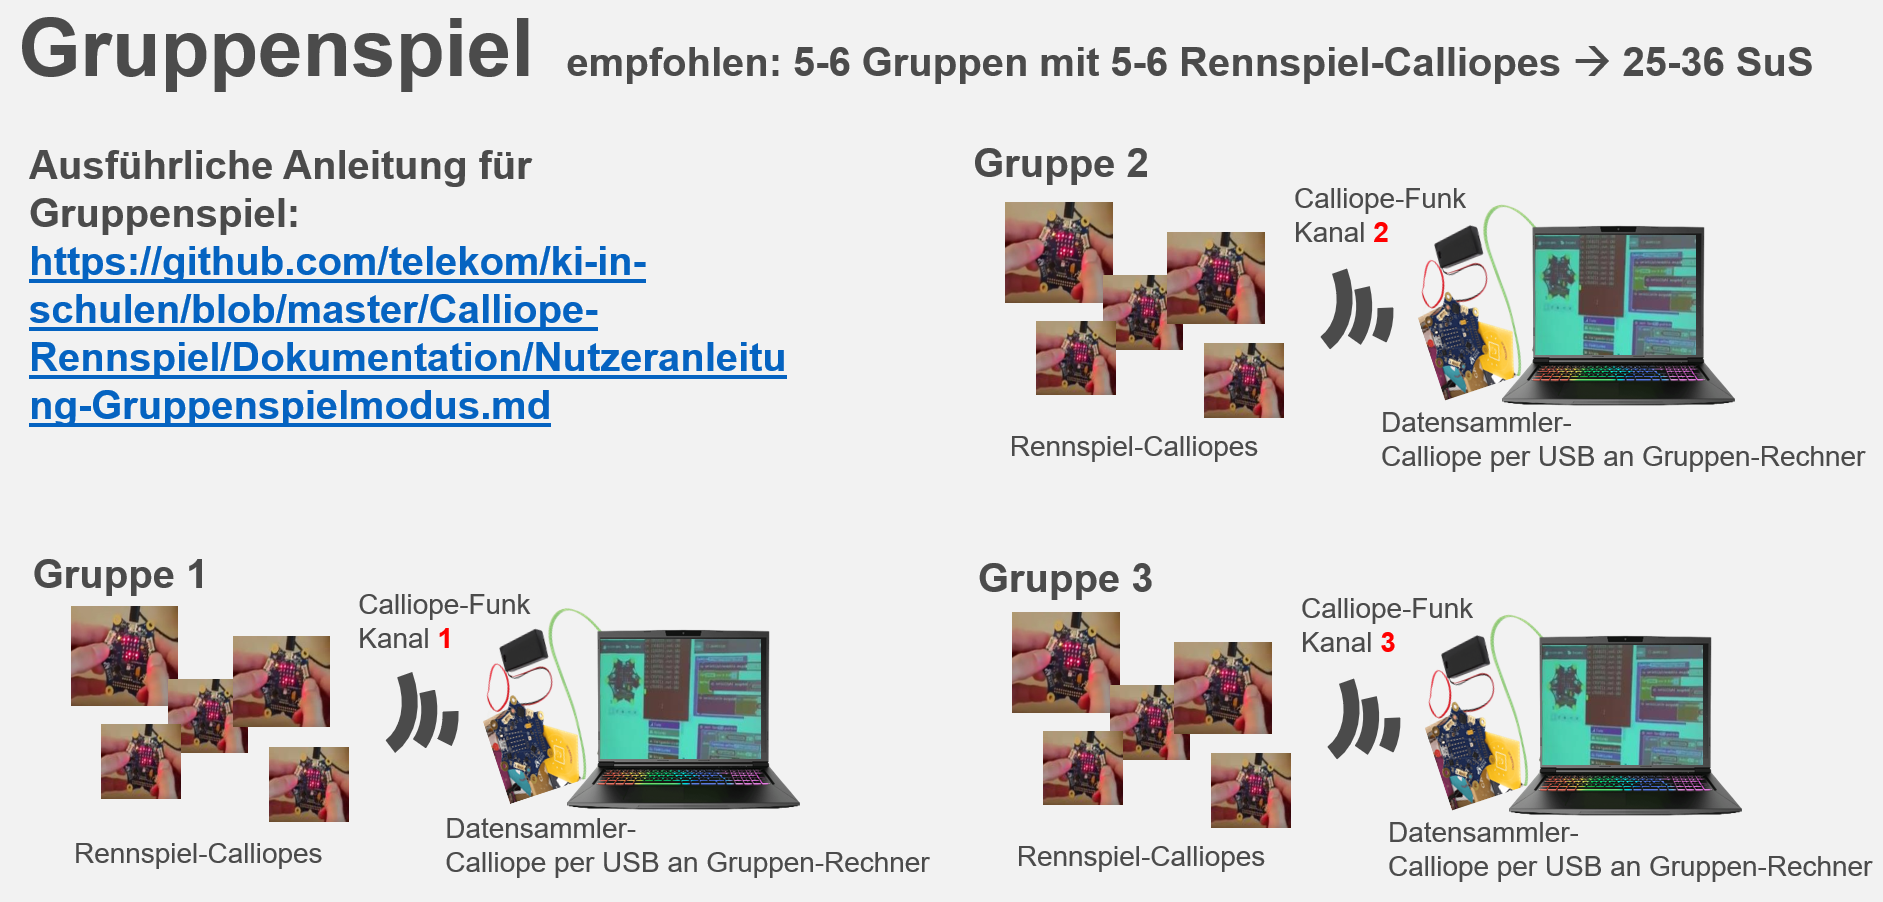 Gruppenspiel empfohlen: 5-6 Gruppen mit 5-6 Rennspiel-Calliopes → 25-36 SuS
Ausführliche Anleitung für
Gruppenspiel:
https://github.com/telekom/ki-in-
schulen/blob/master/Calliope-
Rennspiel/Dokumentation/Nutzeranleitu
ng-Gruppenspielmodus.md
Gruppe 2
Calliope-Funk
Kanal 2
Rennspiel-Calliopes
Datensammler-
Calliope per USB an Gruppen-Rechner
Gruppe 1
Calliope-Funk
Kanal 1
Rennspiel-Calliopes
Datensammler-
Calliope per USB an Gruppen-Rechner
Gruppe 3
Calliope-Funk
Kanal 3
Rennspiel-Calliopes
Datensammler-
Calliope per USB an Gruppen-Rechner